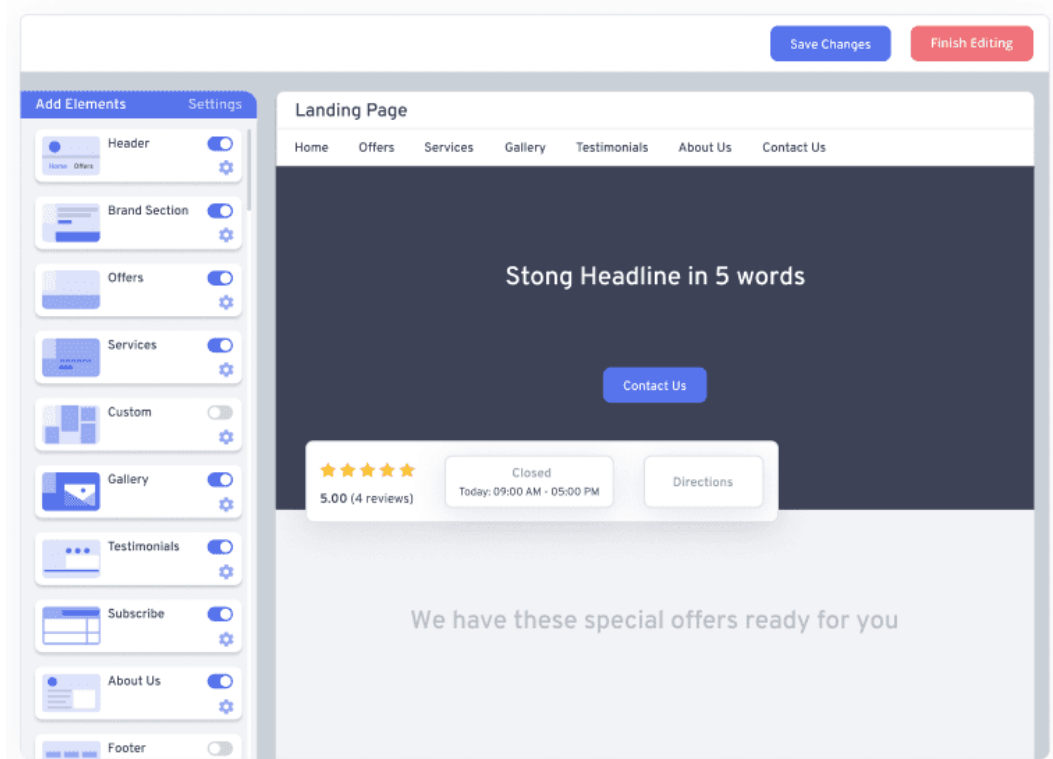 Save Changes
Finish Editing
Add Elements
Settings
Header
Home Offers
Brand Section
Offers
Services
Custom
Gallery
Testimonials
Subscribe
About Us
Footer
Landing Page
Home Offers Services Gallery Testimonials About Us Contact Us
Stong Headline in 5 words
Contact Us
5.00 (4 reviews)
Closed
Today: 09:00 AM - 05:00 PM
Directions
We have these special offers ready for you